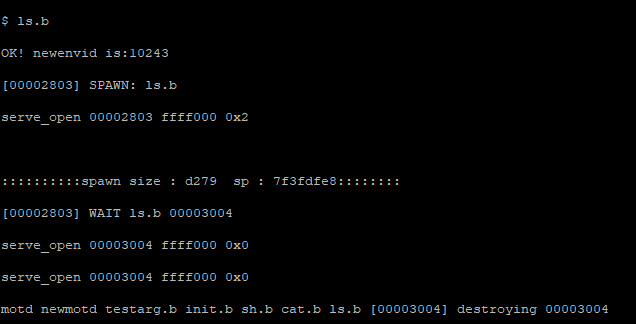 $ ls.b
OK! newenvid is:10243
[00002803] SPAWN: ls.b
serve_open 00002803 ffff000 0x2
::::::::::spawn size : d279  sp : 7f3fdfe8::::::::
[00002803] WAIT ls.b 00003004
serve_open 00003004 ffff000 0x0
serve_open 00003004 ffff000 0x0
motd newmotd testarg.b init.b sh.b cat.b ls.b [00003004] destroying 00003004